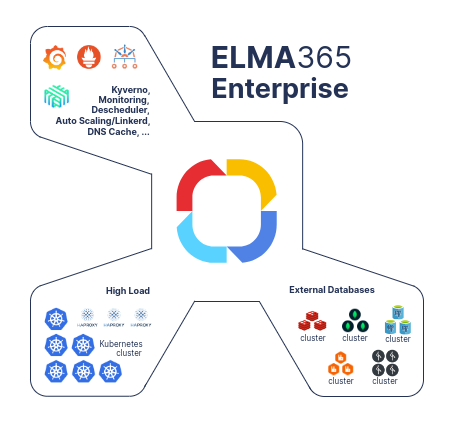 ELMA365
Enterprise
Kyverno,
Monitoring,
Descheduler,
Auto Scaling/Linkerd,
DNS Cache, ...
High Load
HAPROXY HAPROXY HAPROXY
Kubernetes
cluster
External Databases
cluster
cluster
cluster
cluster
cluster